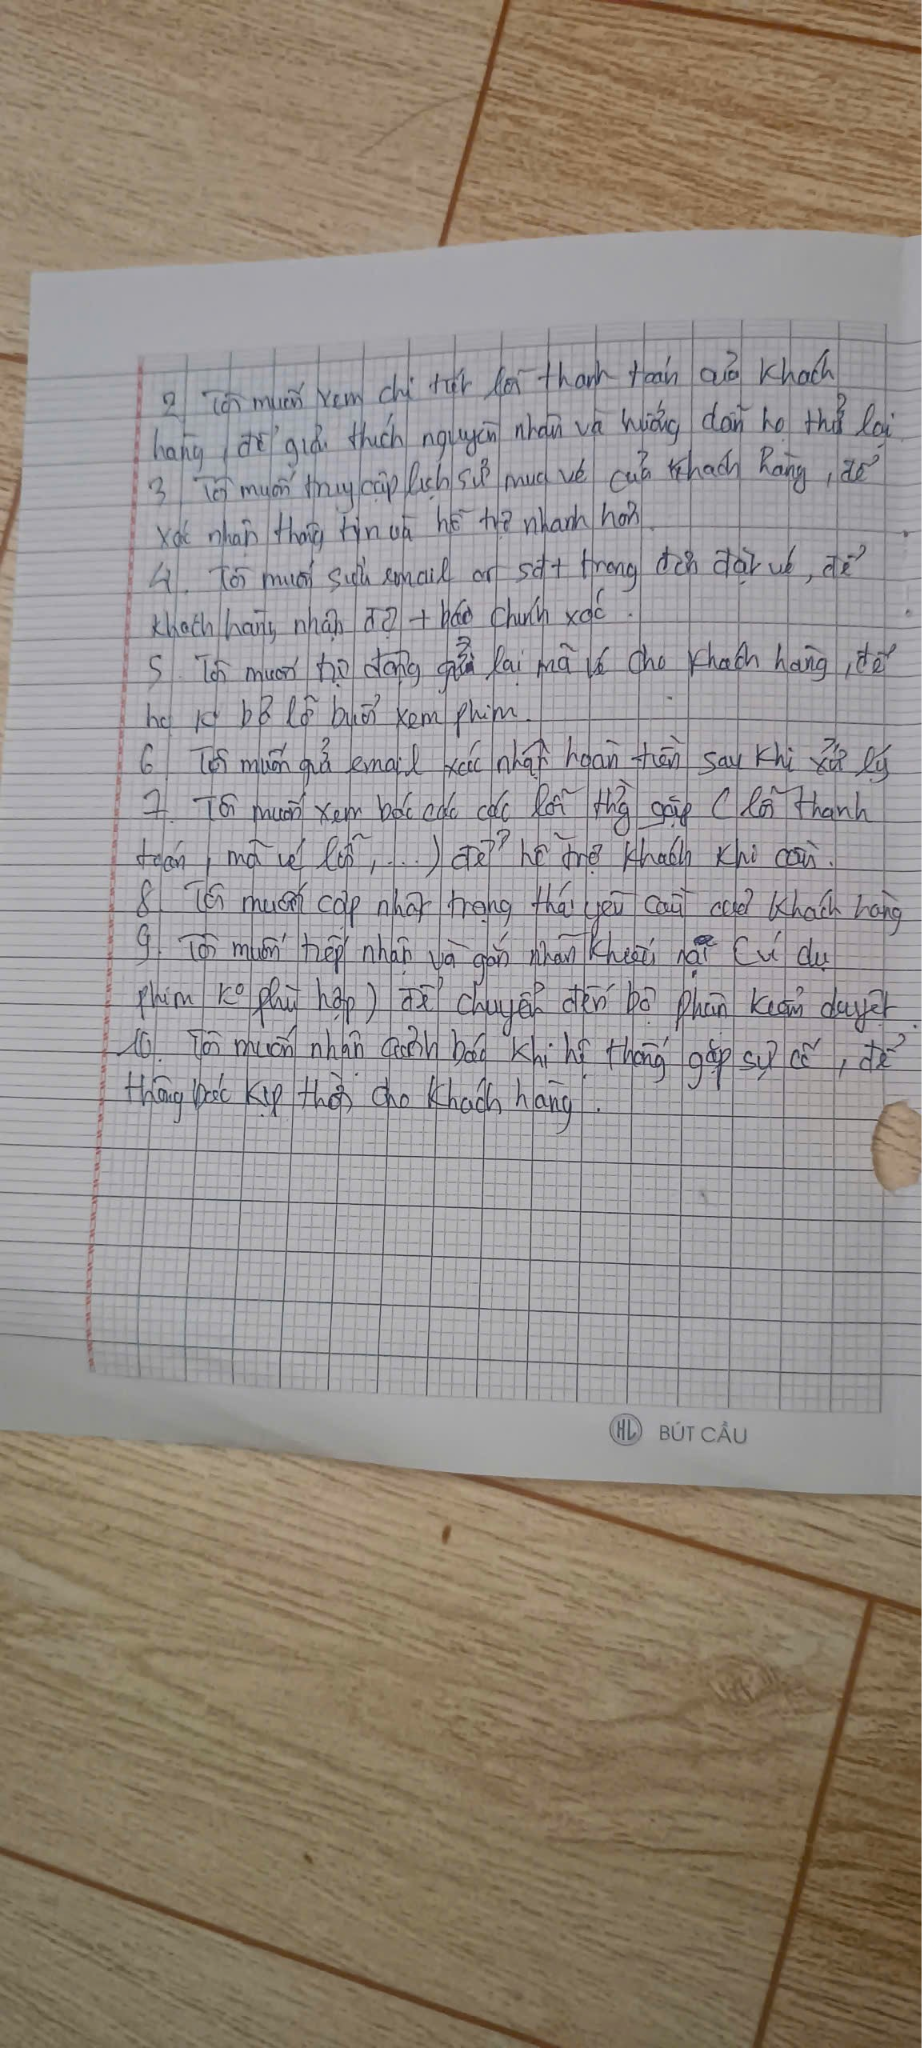 2 Tôi muốn xem chi tiết lỗi thanh toán của khách
hàng, để giải thích nguyên nhân và hướng dẫn họ thử lại
3 Tôi muốn truy cập lịch sử mua vé của khách hàng, để
xác nhận thông tin và hỗ trợ nhanh hơn
4. Tôi muốn sửa email or sđt trong đơn đặt vé, để
khách hàng nhận đc + báo chính xác.
5. Tôi muốn tự động gửi lại mã vé cho khách hàng, để
họ ko bỏ lỡ buổi xem phim.
6 Tôi muốn gửi email xác nhận hoàn tiền sau khi xử lý
7. Tôi muốn xem báo cáo các lỗi thg gặp (lỗi thanh
toán, mã vé lỗi, ...) để hỗ trợ khách khi cần.
8 Tôi muốn cập nhật trạng thái yêu cầu của khách hàng
9. Tôi muốn tiếp nhận và gắn nhãn khiếu nại (ví dụ
phim ko phù hợp) để chuyển đến bộ phận kiểm duyệt.
10. Tôi muốn nhận cảnh báo khi hệ thống gặp sự cố, để
thông báo kịp thời cho khách hàng.
HL BÚT CẦU